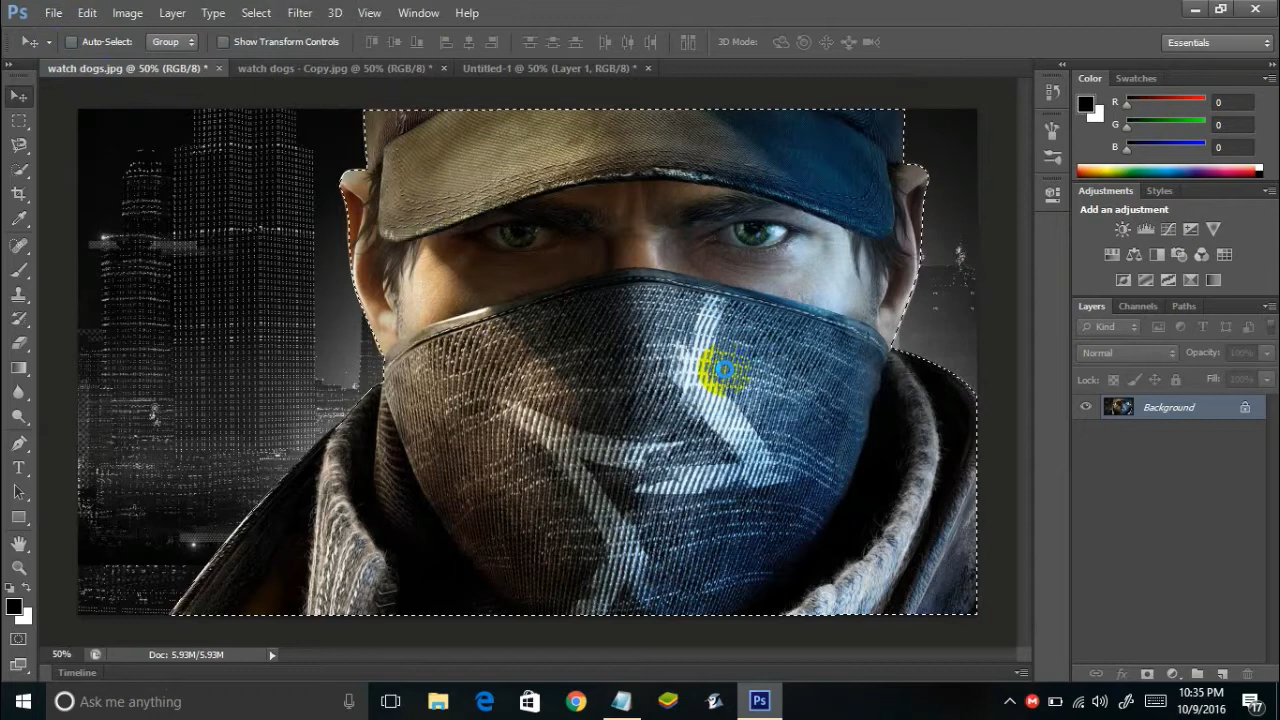 Ps File Edit Image Layer Type Select Filter 3D View Window Help
Auto-Select: Group Show Transform Controls 3D Mode: Essentials
watch dogs.jpg @ 50% (RGB/8) * × watch dogs - Copy.jpg @ 50% (RGB/8) * × Untitled-1 @ 50% (Layer 1, RGB/8) * ×
Color Swatches
R 0
G 0
B 0
Adjustments Styles
Add an adjustment
Layers Channels Paths
Kind
Normal Opacity: 100%
Lock: Fill: 100%
Background
50% Doc: 5.93M/5.93M
Timeline
Ask me anything
Ps
10:35 PM
10/9/2016
17